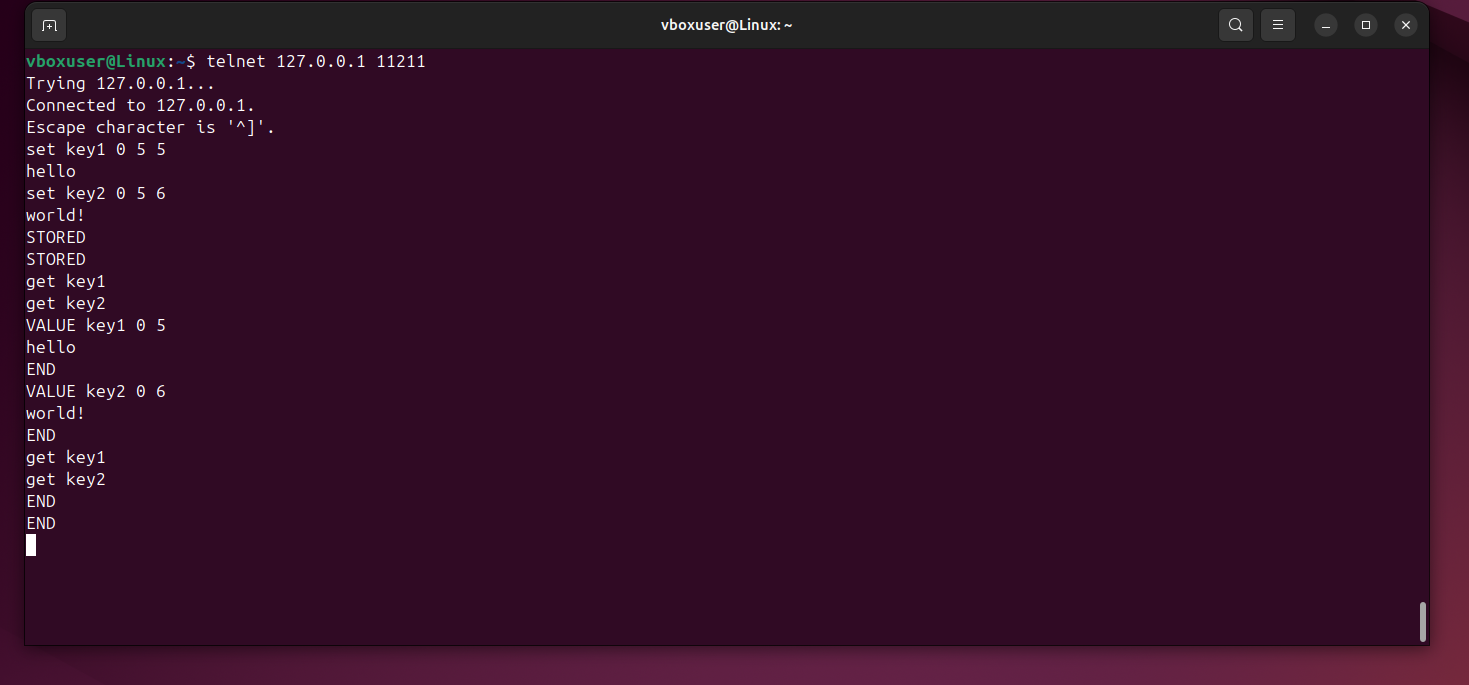 vboxuser@Linux: ~
vboxuser@Linux:~$ telnet 127.0.0.1 11211
Trying 127.0.0.1...
Connected to 127.0.0.1.
Escape character is '^]'.
set key1 0 5 5
hello
set key2 0 5 6
world!
STORED
STORED
get key1
get key2
VALUE key1 0 5
hello
END
VALUE key2 0 6
world!
END
get key1
get key2
END
END